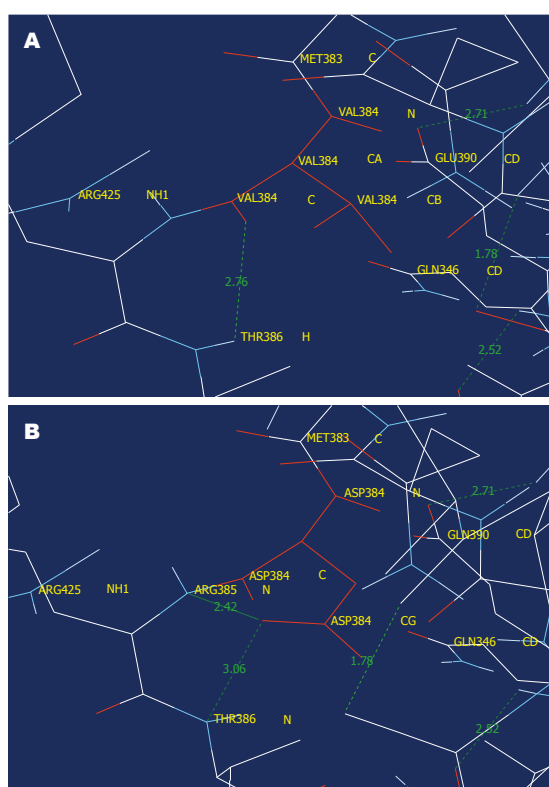 A
MET383 C
VAL384 N
2.71
VAL384 CA
GLU390 CD
ARG425 NH1
VAL384 C
VAL384 CB
1.78
GLN346 CD
2.76
THR386 H
2.52
B
MET383 C
ASP384 N
2.71
GLN390 CD
ASP384 C
ARG425 NH1
ARG385 N
2.42
ASP384 CG
GLN346 CD
1.78
3.06
THR386 N
2.52